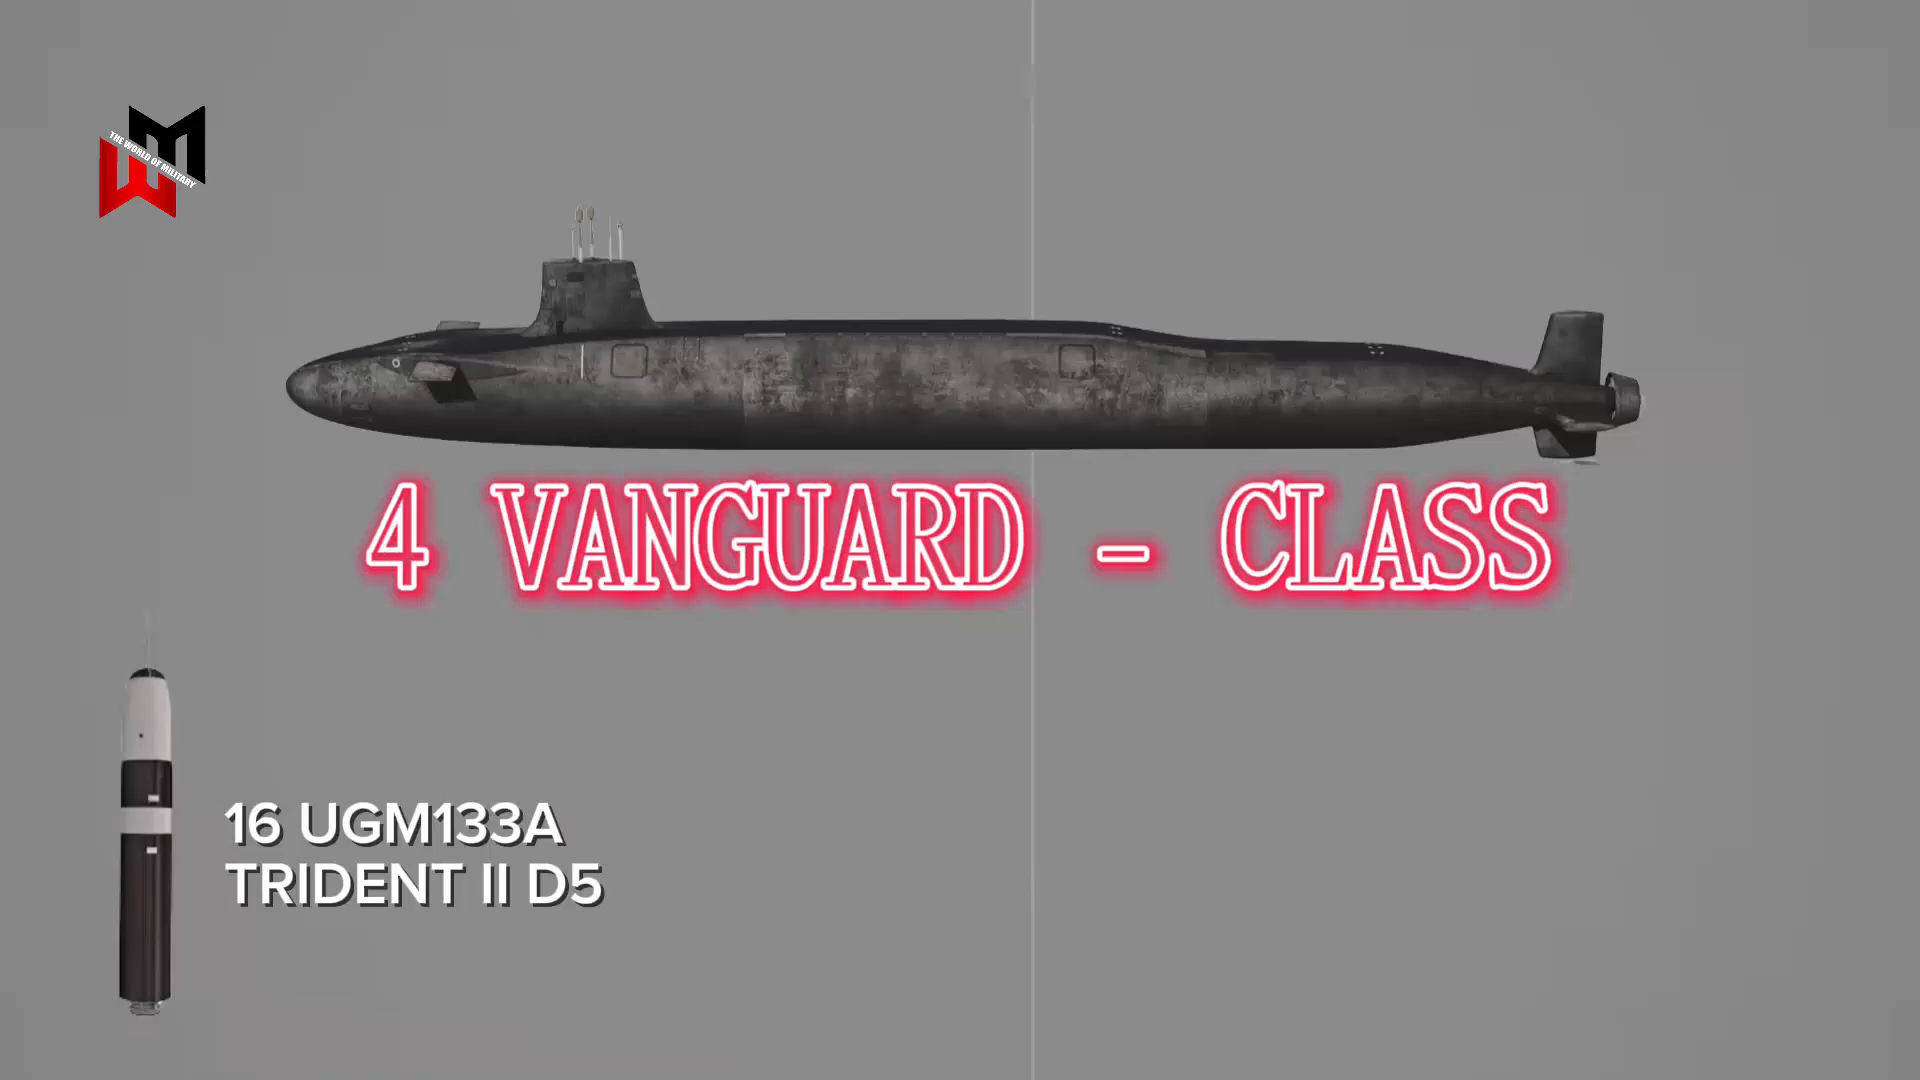 THE WORLD OF MILITARY
4 VANGUARD - CLASS
16 UGM133A
TRIDENT II D5